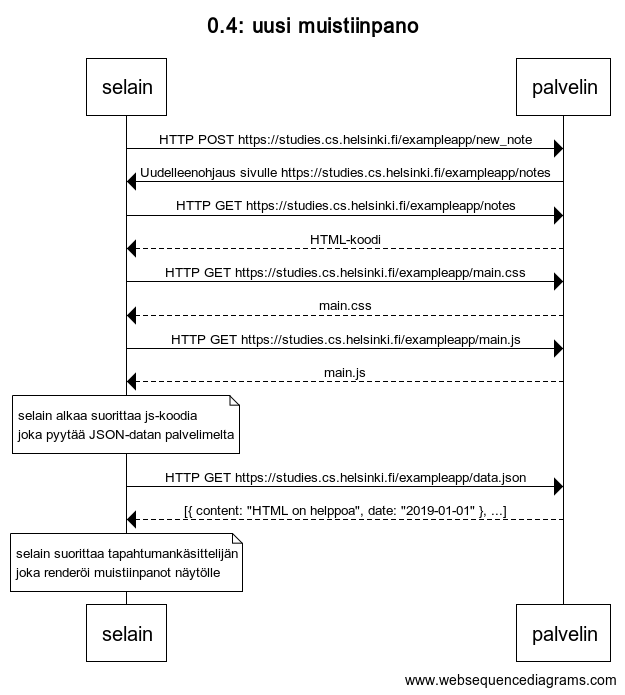 0.4: uusi muistiinpano
selain
palvelin
HTTP POST https://studies.cs.helsinki.fi/exampleapp/new_note
Uudelleenohjaus sivulle https://studies.cs.helsinki.fi/exampleapp/notes
HTTP GET https://studies.cs.helsinki.fi/exampleapp/notes
HTML-koodi
HTTP GET https://studies.cs.helsinki.fi/exampleapp/main.css
main.css
HTTP GET https://studies.cs.helsinki.fi/exampleapp/main.js
main.js
selain alkaa suorittaa js-koodia
joka pyytää JSON-datan palvelimelta
HTTP GET https://studies.cs.helsinki.fi/exampleapp/data.json
[{ content: "HTML on helppoa", date: "2019-01-01" }, ...]
selain suorittaa tapahtumankäsittelijän
joka renderöi muistiinpanot näytölle
selain
palvelin
www.websequencediagrams.com